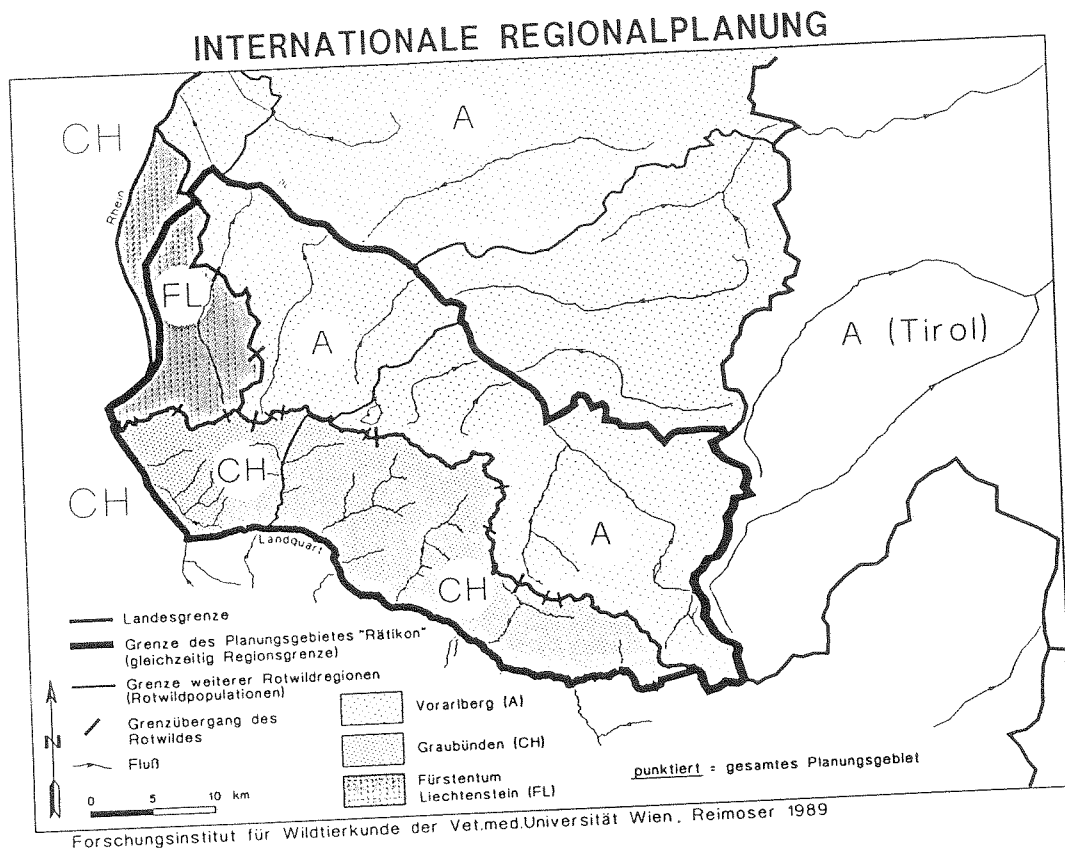 INTERNATIONALE REGIONALPLANUNG
CH
A
Rhein
FL
A
A (Tirol)
CH
CH
Landquart
A
CH
Landesgrenze
Grenze des Planungsgebietes "Rätikon"
(gleichzeitig Regionsgrenze)
Grenze weiterer Rotwildregionen
(Rotwildpopulationen)
Grenzübergang des
Rotwildes
Fluß
N
0 5 10 km
Vorarlberg (A)
Graubünden (CH)
Fürstentum
Liechtenstein (FL)
punktiert = gesamtes Planungsgebiet
Forschungsinstitut für Wildtierkunde der Vet.med.Universität Wien, Reimoser 1989